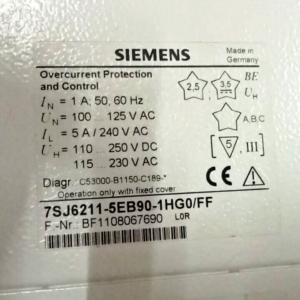 SIEMENS
Made in
Germany
Overcurrent Protection
and Control
2,5 3,5 BE
IN = 1 A; 50, 60 Hz
UH
UN = 100 125 V AC
A,B,C
IL = 5 A / 240 V AC
UH = 110 250 V DC
5, III
115 230 V AC
Diagr.: C53000-B1150-C189-*
Operation only with fixed cover
7SJ6211-5EB90-1HG0/FF
F.-Nr.: BF1108067690 L0R